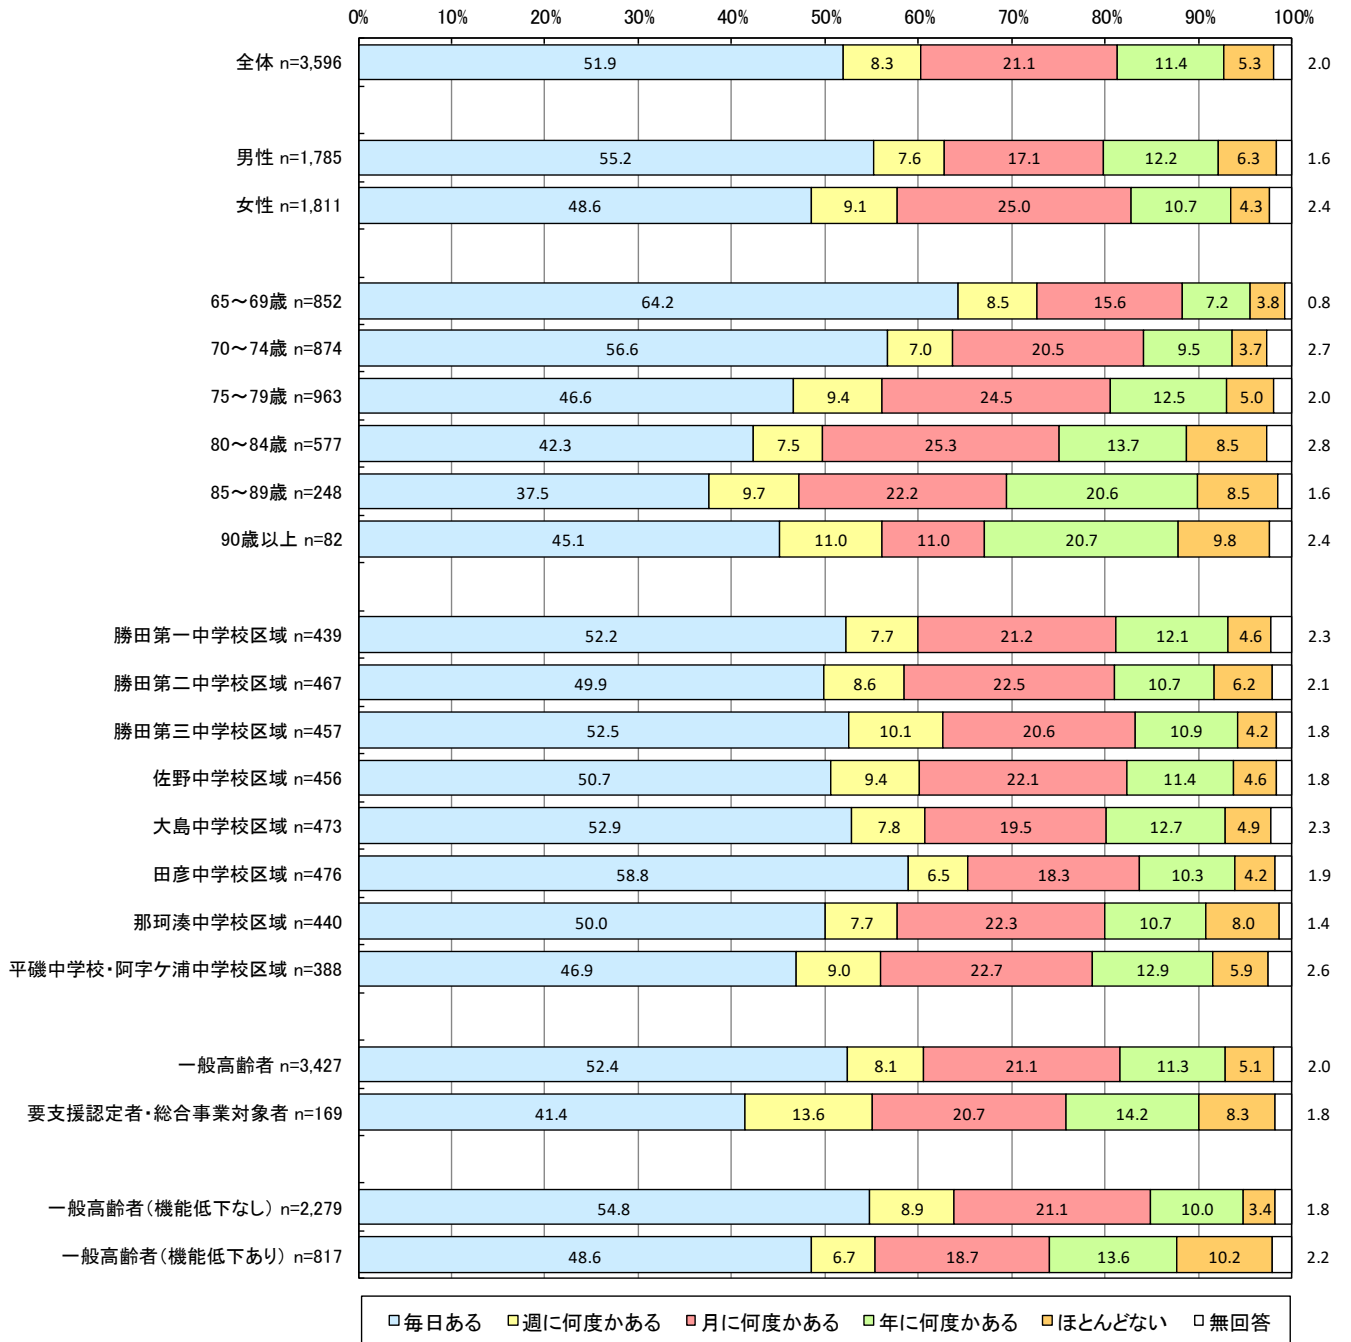 0% 10% 20% 30% 40% 50% 60% 70% 80% 90% 100%
全体 n=3,596 51.9 8.3 21.1 11.4 5.3 2.0
男性 n=1,785 55.2 7.6 17.1 12.2 6.3 1.6
女性 n=1,811 48.6 9.1 25.0 10.7 4.3 2.4
65～69歳 n=852 64.2 8.5 15.6 7.2 3.8 0.8
70～74歳 n=874 56.6 7.0 20.5 9.5 3.7 2.7
75～79歳 n=963 46.6 9.4 24.5 12.5 5.0 2.0
80～84歳 n=577 42.3 7.5 25.3 13.7 8.5 2.8
85～89歳 n=248 37.5 9.7 22.2 20.6 8.5 1.6
90歳以上 n=82 45.1 11.0 11.0 20.7 9.8 2.4
勝田第一中学校区域 n=439 52.2 7.7 21.2 12.1 4.6 2.3
勝田第二中学校区域 n=467 49.9 8.6 22.5 10.7 6.2 2.1
勝田第三中学校区域 n=457 52.5 10.1 20.6 10.9 4.2 1.8
佐野中学校区域 n=456 50.7 9.4 22.1 11.4 4.6 1.8
大島中学校区域 n=473 52.9 7.8 19.5 12.7 4.9 2.3
田彦中学校区域 n=476 58.8 6.5 18.3 10.3 4.2 1.9
那珂湊中学校区域 n=440 50.0 7.7 22.3 10.7 8.0 1.4
平磯中学校・阿字ケ浦中学校区域 n=388 46.9 9.0 22.7 12.9 5.9 2.6
一般高齢者 n=3,427 52.4 8.1 21.1 11.3 5.1 2.0
要支援認定者・総合事業対象者 n=169 41.4 13.6 20.7 14.2 8.3 1.8
一般高齢者（機能低下なし） n=2,279 54.8 8.9 21.1 10.0 3.4 1.8
一般高齢者（機能低下あり） n=817 48.6 6.7 18.7 13.6 10.2 2.2
毎日ある 週に何度かある 月に何度かある 年に何度かある ほとんどない 無回答